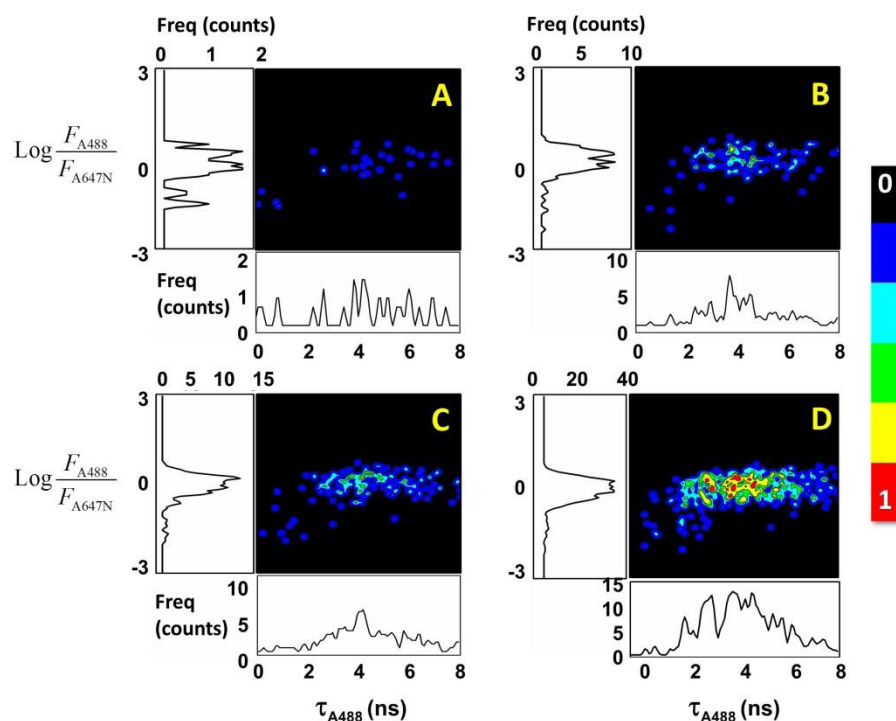 Freq (counts)
0 1 2
3
0
-3
Log F_A488 / F_A647N
A
Freq
(counts)
2
1
0
0 2 4 6 8
Freq (counts)
0 5 10
3
0
-3
B
10
5
0
0 2 4 6 8
0 5 10 15
3
0
-3
Log F_A488 / F_A647N
C
Freq
(counts)
10
5
0
0 2 4 6 8
τ_A488 (ns)
0 20 40
3
0
-3
D
15
10
5
0
0 2 4 6 8
τ_A488 (ns)
0
1